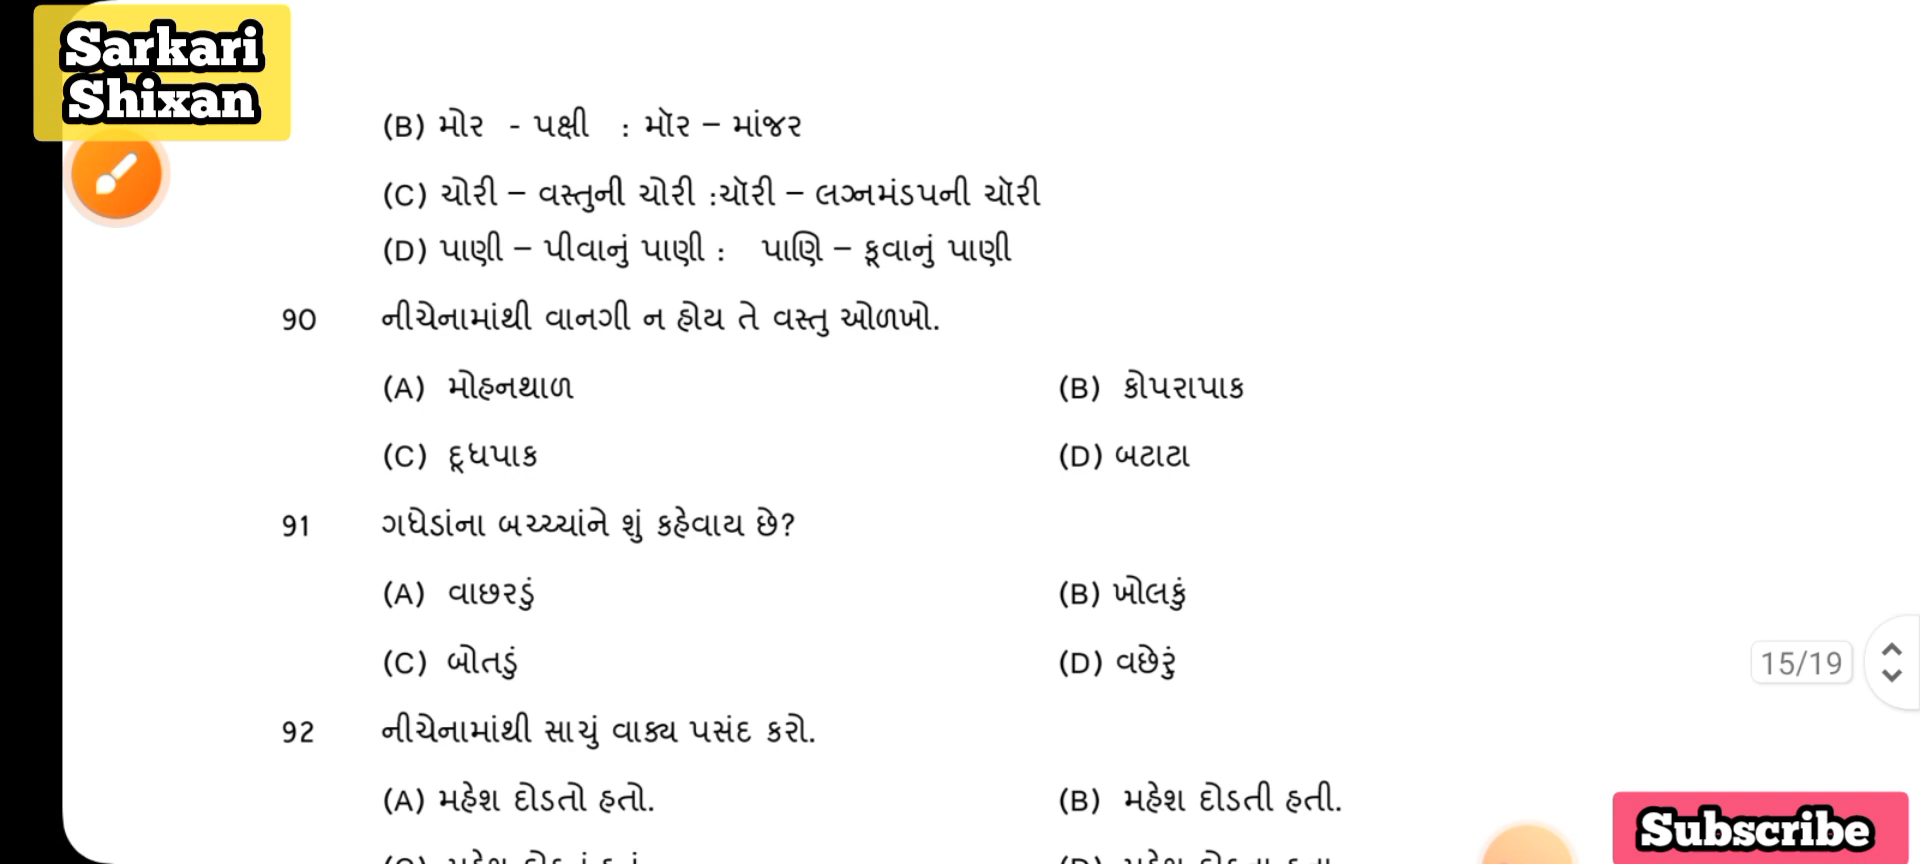 Sarkari
Shixan
(B) મોર - પક્ષી : મૉર – માંજર
(C) ચોરી – વસ્તુની ચોરી :ચૉરી – લગ્નમંડપની ચૉરી
(D) પાણી – પીવાનું પાણી : પાણિ – કૂવાનું પાણી
90 નીચેનામાંથી વાનગી ન હોય તે વસ્તુ ઓળખો.
(A) મોહનથાળ (B) કોપરાપાક
(C) દૂધપાક (D) બટાટા
91 ગધેડાંના બચ્ચ્યાંને શું કહેવાય છે?
(A) વાછરડું (B) ખોલકું
(C) બોતડું (D) વછેરું
15/19
92 નીચેનામાંથી સાચું વાક્ય પસંદ કરો.
(A) મહેશ દોડતો હતો. (B) મહેશ દોડતી હતી.
Subscribe